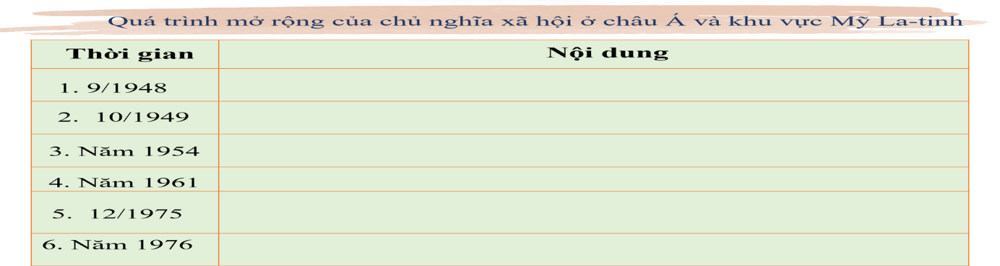 Quá trình mở rộng của chủ nghĩa xã hội ở châu Á và khu vực Mỹ La-tinh
Thời gian Nội dung
1. 9/1948
2. 10/1949
3. Năm 1954
4. Năm 1961
5. 12/1975
6. Năm 1976